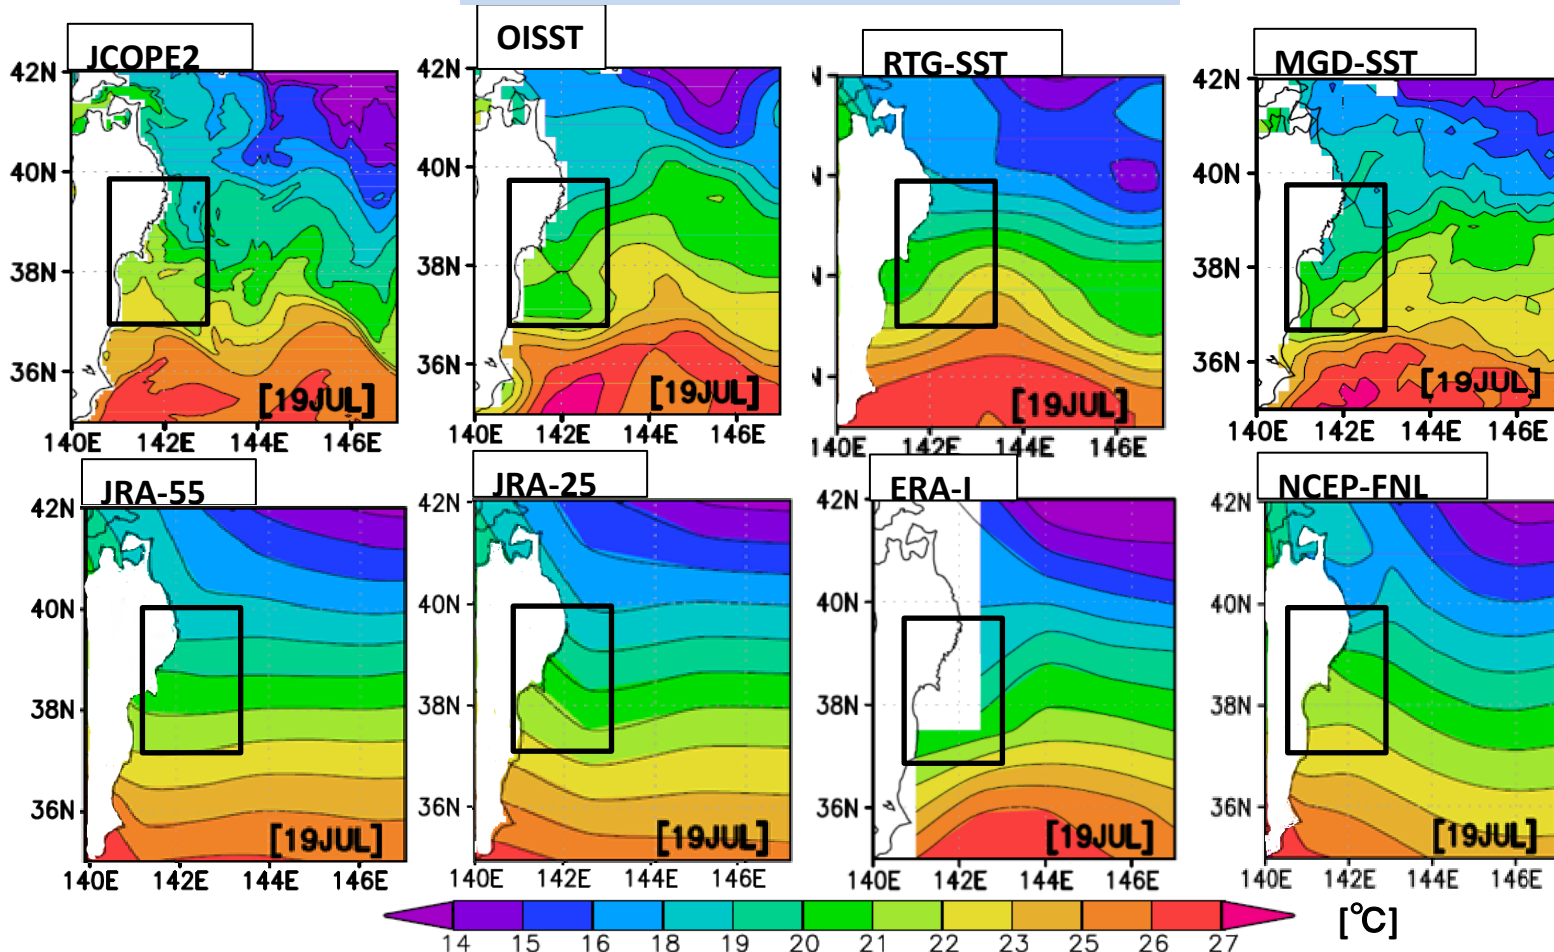 JCOPE2
OISST
RTG-SST
MGD-SST
42N
40N
38N
36N
[19JUL]
140E 142E 144E 146E
42N
40N
38N
36N
[19JUL]
140E 142E 144E 146E
N
N
N
N
[19JUL]
140E 142E 144E 146E
42N
40N
38N
36N
[19JUL]
140E 142E 144E 146E
JRA-55
JRA-25
ERA-I
NCEP-FNL
42N
40N
38N
36N
[19JUL]
140E 142E 144E 146E
42N
40N
38N
36N
[19JUL]
140E 142E 144E 146E
42N
40N
38N
36N
[19JUL]
140E 142E 144E 146E
42N
40N
38N
36N
[19JUL]
140E 142E 144E 146E
14 15 16 18 19 20 21 22 23 25 26 27
[℃]